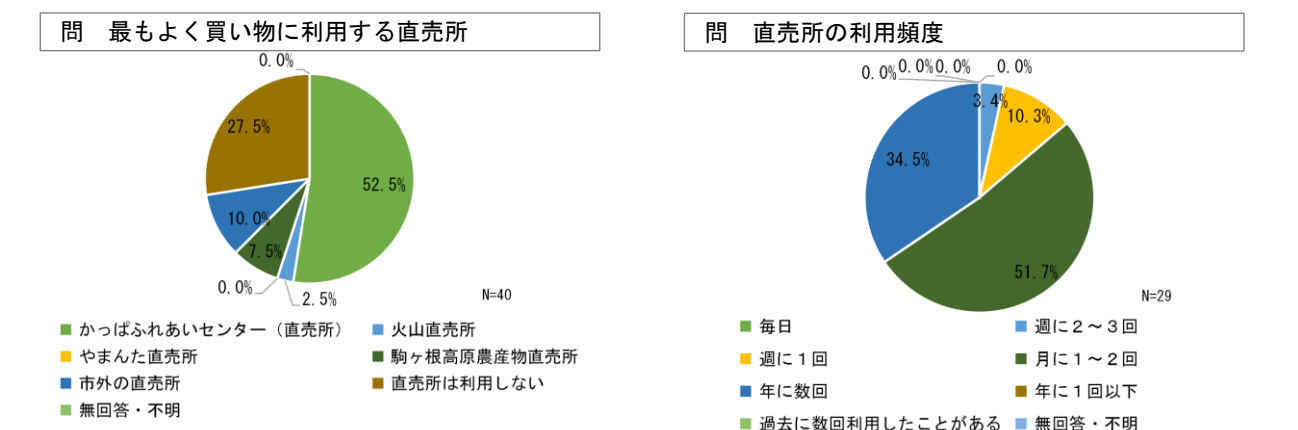 問　最もよく買い物に利用する直売所
0.0%
27.5%
52.5%
10.0%
7.5%
0.0%
2.5%
N=40
かっぱふれあいセンター（直売所）
火山直売所
やまんた直売所
駒ヶ根高原農産物直売所
市外の直売所
直売所は利用しない
無回答・不明
問　直売所の利用頻度
0.0%
0.0%
0.0%
0.0%
3.4%
10.3%
34.5%
51.7%
N=29
毎日
週に２～３回
週に１回
月に１～２回
年に数回
年に１回以下
過去に数回利用したことがある
無回答・不明